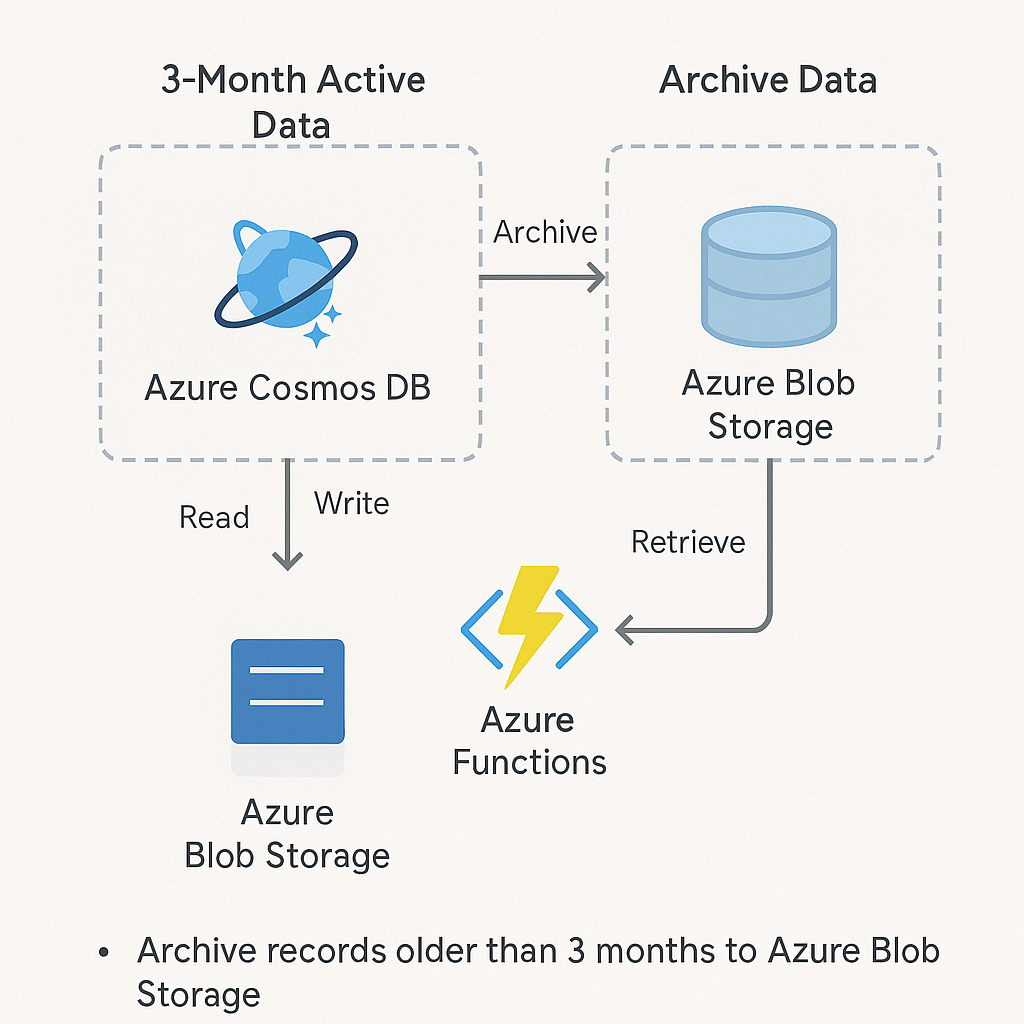 3-Month Active
Data
Archive Data
Archive
Azure Cosmos DB
Azure Blob
Storage
Read
Write
Retrieve
Azure
Functions
Azure
Blob Storage
• Archive records older than 3 months to Azure Blob
Storage